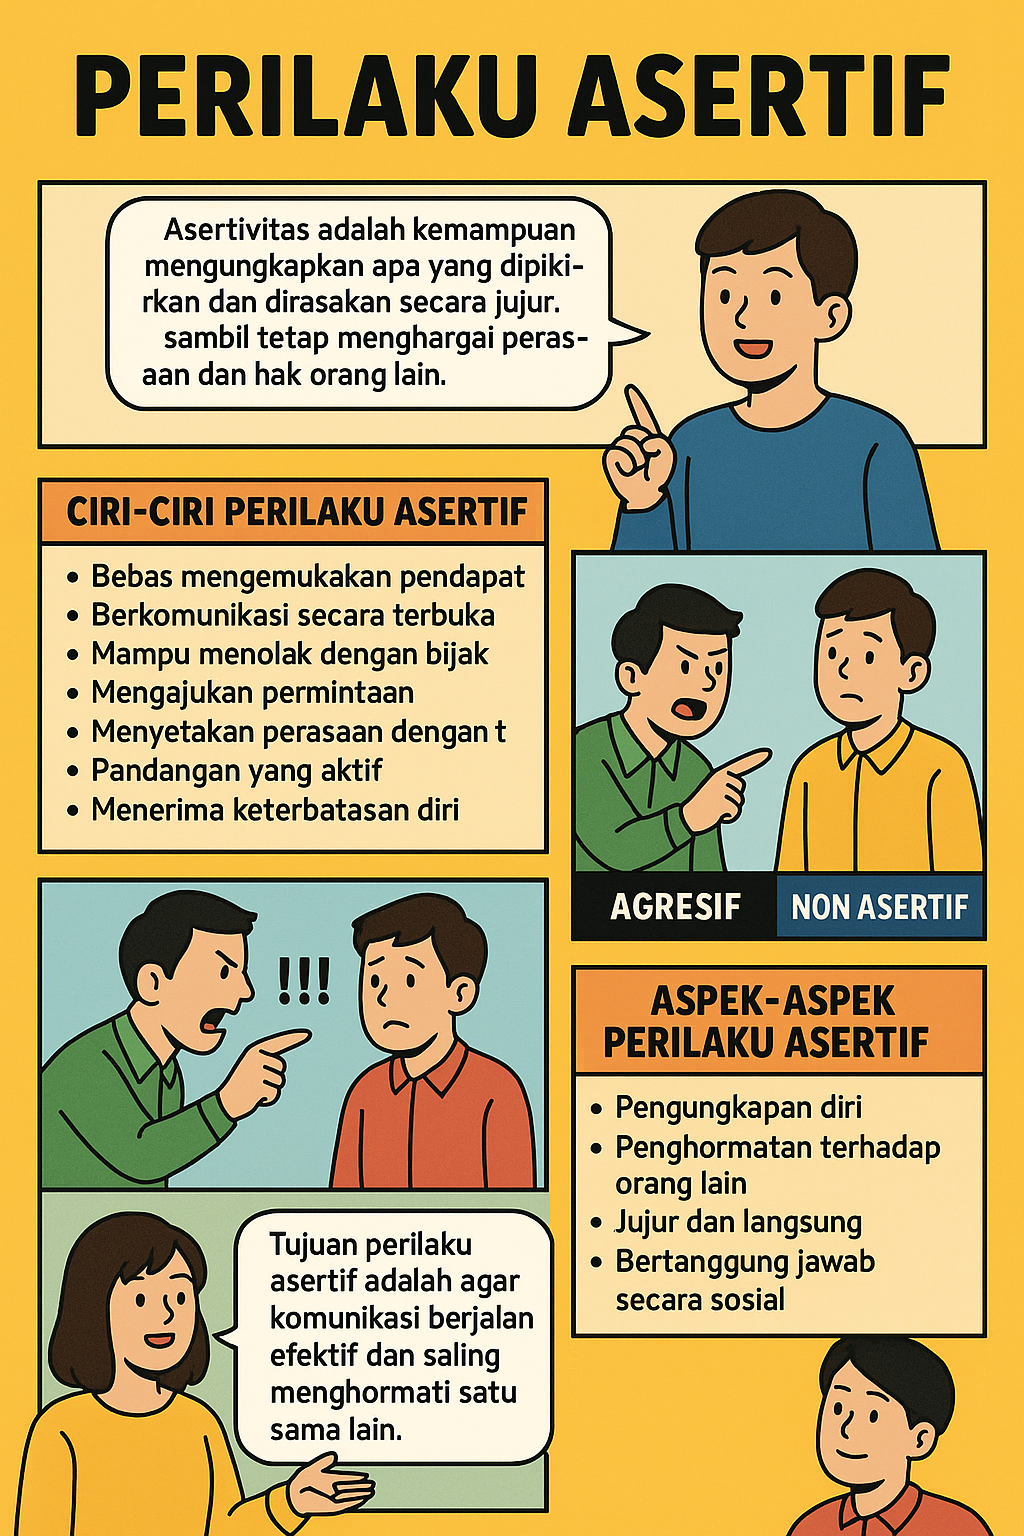 PERILAKU ASERTIF
Asertivitas adalah kemampuan
mengungkapkan apa yang dipiki-
rkan dan dirasakan secara jujur.
sambil tetap menghargai peras-
aan dan hak orang lain.
CIRI-CIRI PERILAKU ASERTIF
• Bebas mengemukakan pendapat
• Berkomunikasi secara terbuka
• Mampu menolak dengan bijak
• Mengajukan permintaan
• Menyetakan perasaan dengan t
• Pandangan yang aktif
• Menerima keterbatasan diri
AGRESIF
NON ASERTIF
!!!
ASPEK-ASPEK
PERILAKU ASERTIF
• Pengungkapan diri
• Penghormatan terhadap
orang lain
• Jujur dan langsung
• Bertanggung jawab
secara sosial
Tujuan perilaku
asertif adalah agar
komunikasi berjalan
efektif dan saling
menghormati satu
sama lain.